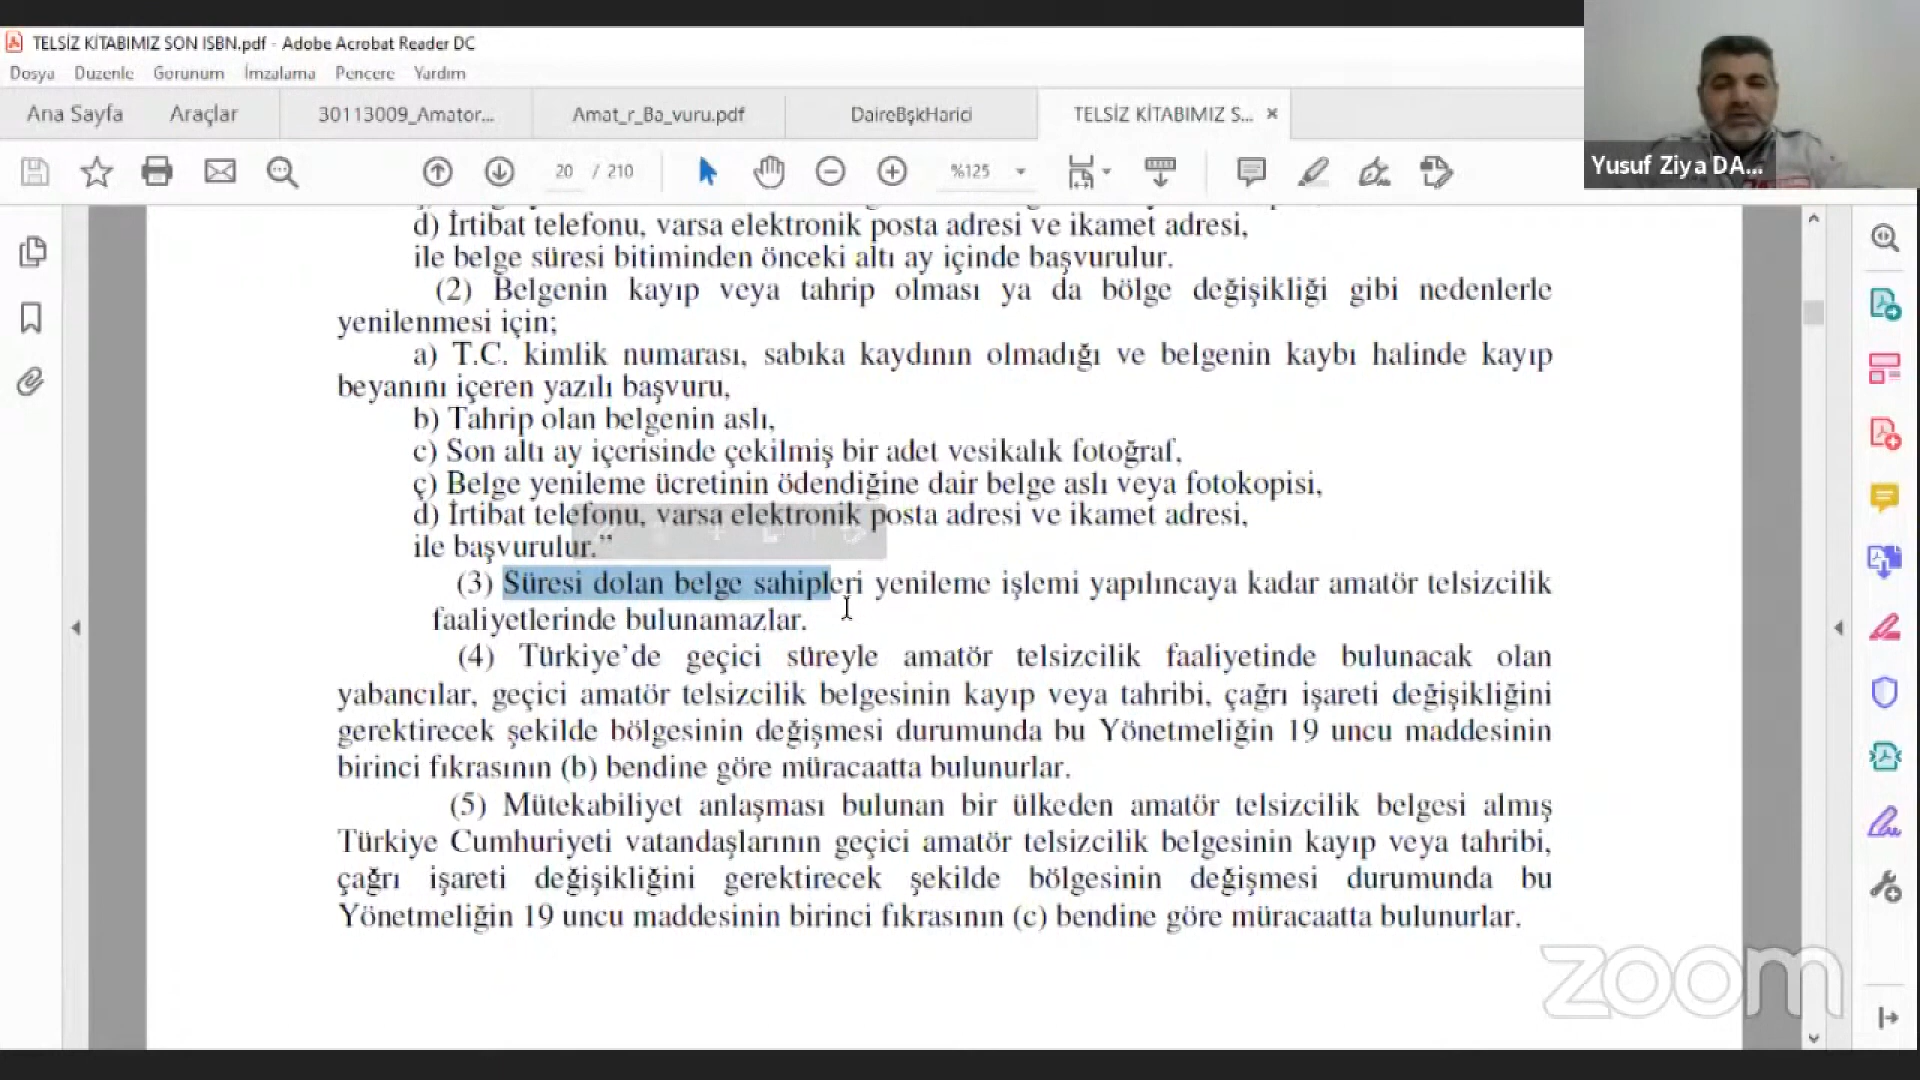 TELSİZ KİTABIMIZ SON ISBN.pdf - Adobe Acrobat Reader DC
Dosya Düzenle Gorunum İmzalama Pencere Yardım
Ana Sayfa Araçlar 30113009_Amator... Amat_r_Ba_vuru.pdf DaireBşkHarici TELSİZ KİTABIMIZ S...
20 / 210 %125
Yusuf Ziya DA...
d) İrtibat telefonu, varsa elektronik posta adresi ve ikamet adresi,
ile belge süresi bitiminden önceki altı ay içinde başvurulur.
(2) Belgenin kayıp veya tahrip olması ya da bölge değişikliği gibi nedenlerle
yenilenmesi için;
a) T.C. kimlik numarası, sabıka kaydının olmadığı ve belgenin kaybı halinde kayıp
beyanını içeren yazılı başvuru,
b) Tahrip olan belgenin aslı,
c) Son altı ay içerisinde çekilmiş bir adet vesikalık fotoğraf,
ç) Belge yenileme ücretinin ödendiğine dair belge aslı veya fotokopisi,
d) İrtibat telefonu, varsa elektronik posta adresi ve ikamet adresi,
ile başvurulur.”
(3) Süresi dolan belge sahipleri yenileme işlemi yapılıncaya kadar amatör telsizcilik
faaliyetlerinde bulunamazlar.
(4) Türkiye’de geçici süreyle amatör telsizcilik faaliyetinde bulunacak olan
yabancılar, geçici amatör telsizcilik belgesinin kayıp veya tahribi, çağrı işareti değişikliğini
gerektirecek şekilde bölgesinin değişmesi durumunda bu Yönetmeliğin 19 uncu maddesinin
birinci fıkrasının (b) bendine göre müracaatta bulunurlar.
(5) Mütekabiliyet anlaşması bulunan bir ülkeden amatör telsizcilik belgesi almış
Türkiye Cumhuriyeti vatandaşlarının geçici amatör telsizcilik belgesinin kayıp veya tahribi,
çağrı işareti değişikliğini gerektirecek şekilde bölgesinin değişmesi durumunda bu
Yönetmeliğin 19 uncu maddesinin birinci fıkrasının (c) bendine göre müracaatta bulunurlar.
zoom